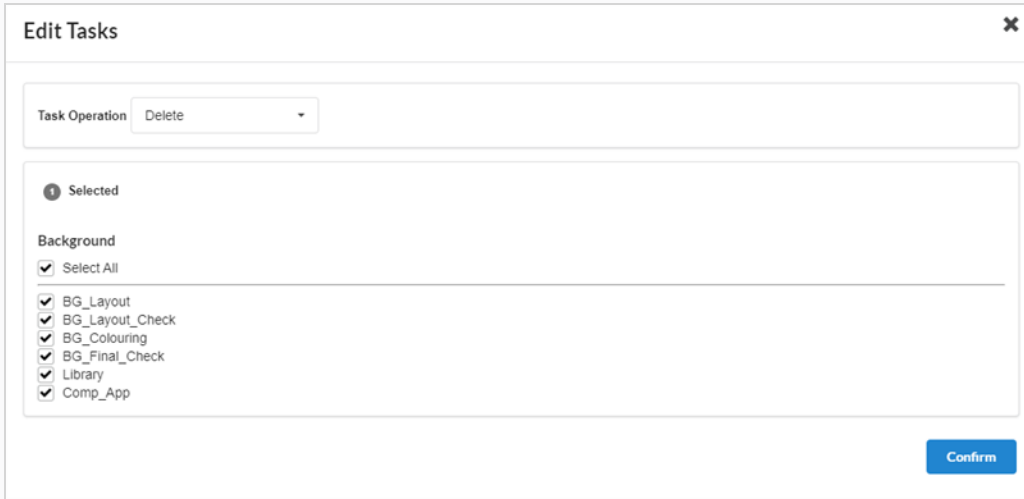 Edit Tasks
Task Operation Delete
1 Selected
Background
Select All
BG_Layout
BG_Layout_Check
BG_Colouring
BG_Final_Check
Library
Comp_App
Confirm